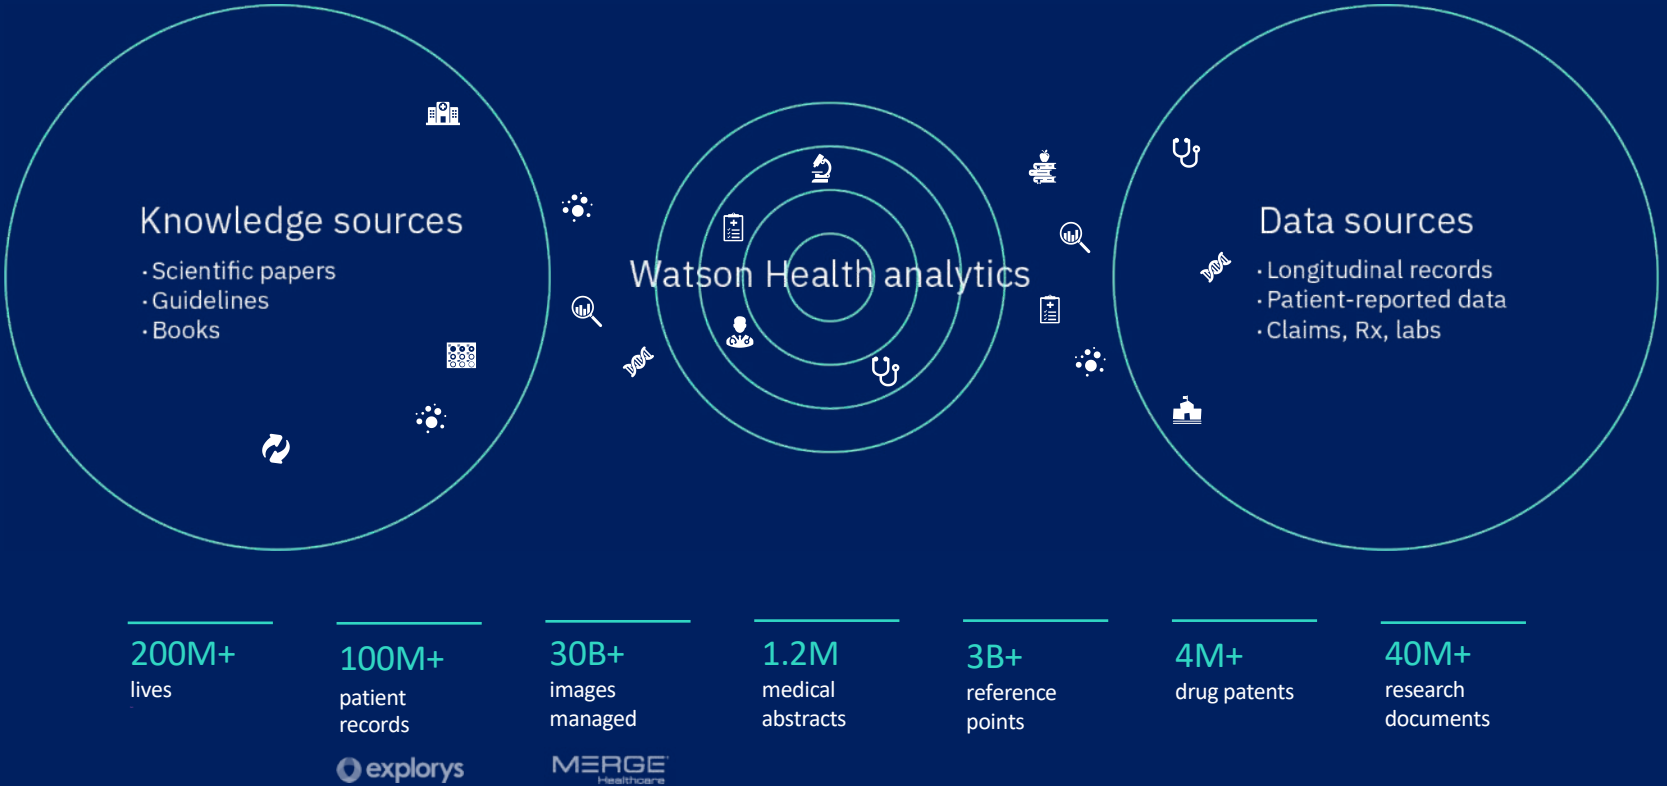 Knowledge sources
· Scientific papers
· Guidelines
· Books
Watson Health analytics
Data sources
· Longitudinal records
· Patient-reported data
· Claims, Rx, labs
200M+
lives
100M+
patient
records
explorys
30B+
images
managed
MERGE
Healthcare
1.2M
medical
abstracts
3B+
reference
points
4M+
drug patents
40M+
research
documents